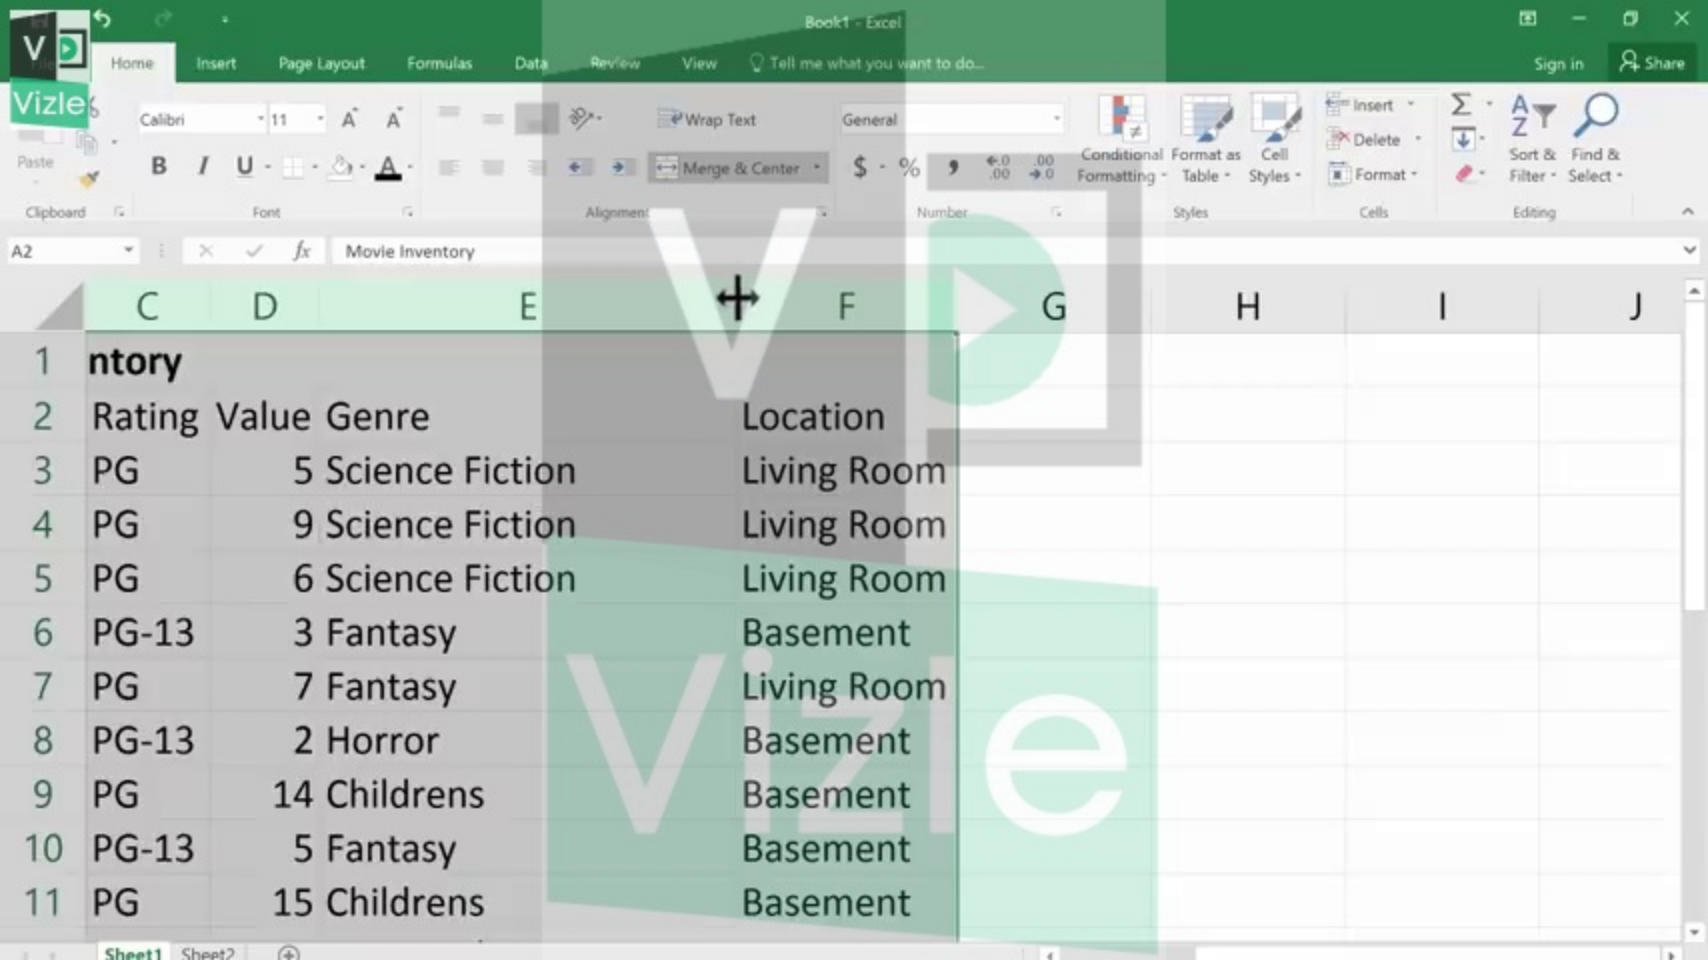 Book1 - Excel
V
Vizle
Home Insert Page Layout Formulas Data Review View Tell me what you want to do... Sign in Share
Calibri 11 A A Wrap Text General Insert
Paste B I U A Merge & Center $ % , Conditional Formatting Format as Table Cell Styles Delete Format Sort & Filter Find & Select
Clipboard Font Alignment Number Styles Cells Editing
A2 fx Movie Inventory
C D E F G H I J
1 ntory
2 Rating Value Genre Location
3 PG 5 Science Fiction Living Room
4 PG 9 Science Fiction Living Room
5 PG 6 Science Fiction Living Room
6 PG-13 3 Fantasy Basement
7 PG 7 Fantasy Living Room
8 PG-13 2 Horror Basement
9 PG 14 Childrens Basement
10 PG-13 5 Fantasy Basement
11 PG 15 Childrens Basement
Sheet1 Sheet2
V
Vizle